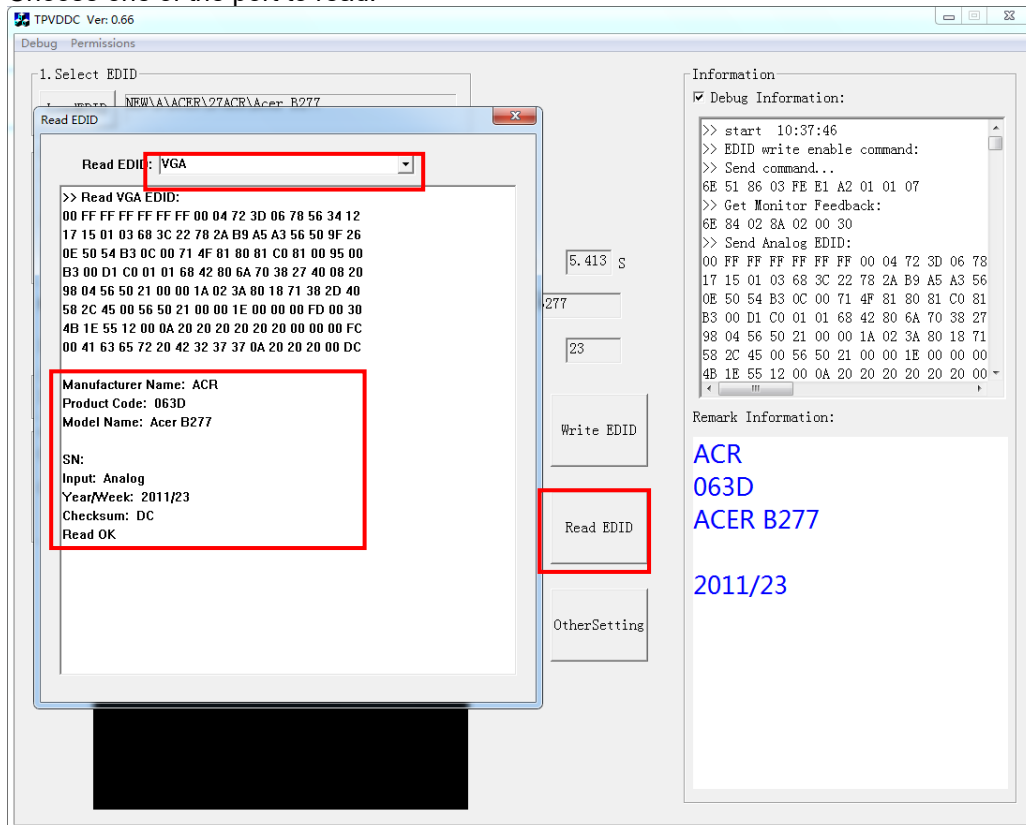 Choose one of the port to read.
TPVDDC Ver: 0.66
Debug Permissions
1. Select EDID
NEW\A\ACER\27ACR\Acer B277
Read EDID
Read EDID: VGA
>> Read VGA EDID:
00 FF FF FF FF FF FF 00 04 72 3D 06 78 56 34 12
17 15 01 03 68 3C 22 78 2A B9 A5 A3 56 50 9F 26
0E 50 54 B3 0C 00 71 4F 81 80 81 C0 81 00 95 00
B3 00 D1 C0 01 01 68 42 80 6A 70 38 27 40 08 20
98 04 56 50 21 00 00 1A 02 3A 80 18 71 38 2D 40
58 2C 45 00 56 50 21 00 00 1E 00 00 00 FD 00 30
4B 1E 55 12 00 0A 20 20 20 20 20 20 00 00 00 FC
00 41 63 65 72 20 42 32 37 37 0A 20 20 20 00 DC
Manufacturer Name: ACR
Product Code: 063D
Model Name: Acer B277
SN:
Input: Analog
Year/Week: 2011/23
Checksum: DC
Read OK
5.413 S
277
23
Write EDID
Read EDID
OtherSetting
Information
Debug Information:
>> start 10:37:46
>> EDID write enable command:
>> Send command...
6E 51 86 03 FE E1 A2 01 01 07
>> Get Monitor Feedback:
6E 84 02 8A 02 00 30
>> Send Analog EDID:
00 FF FF FF FF FF FF 00 04 72 3D 06 78
17 15 01 03 68 3C 22 78 2A B9 A5 A3 56
0E 50 54 B3 0C 00 71 4F 81 80 81 C0 81
B3 00 D1 C0 01 01 68 42 80 6A 70 38 27
98 04 56 50 21 00 00 1A 02 3A 80 18 71
58 2C 45 00 56 50 21 00 00 1E 00 00 00
4B 1E 55 12 00 0A 20 20 20 20 20 20 00
Remark Information:
ACR
063D
ACER B277
2011/23